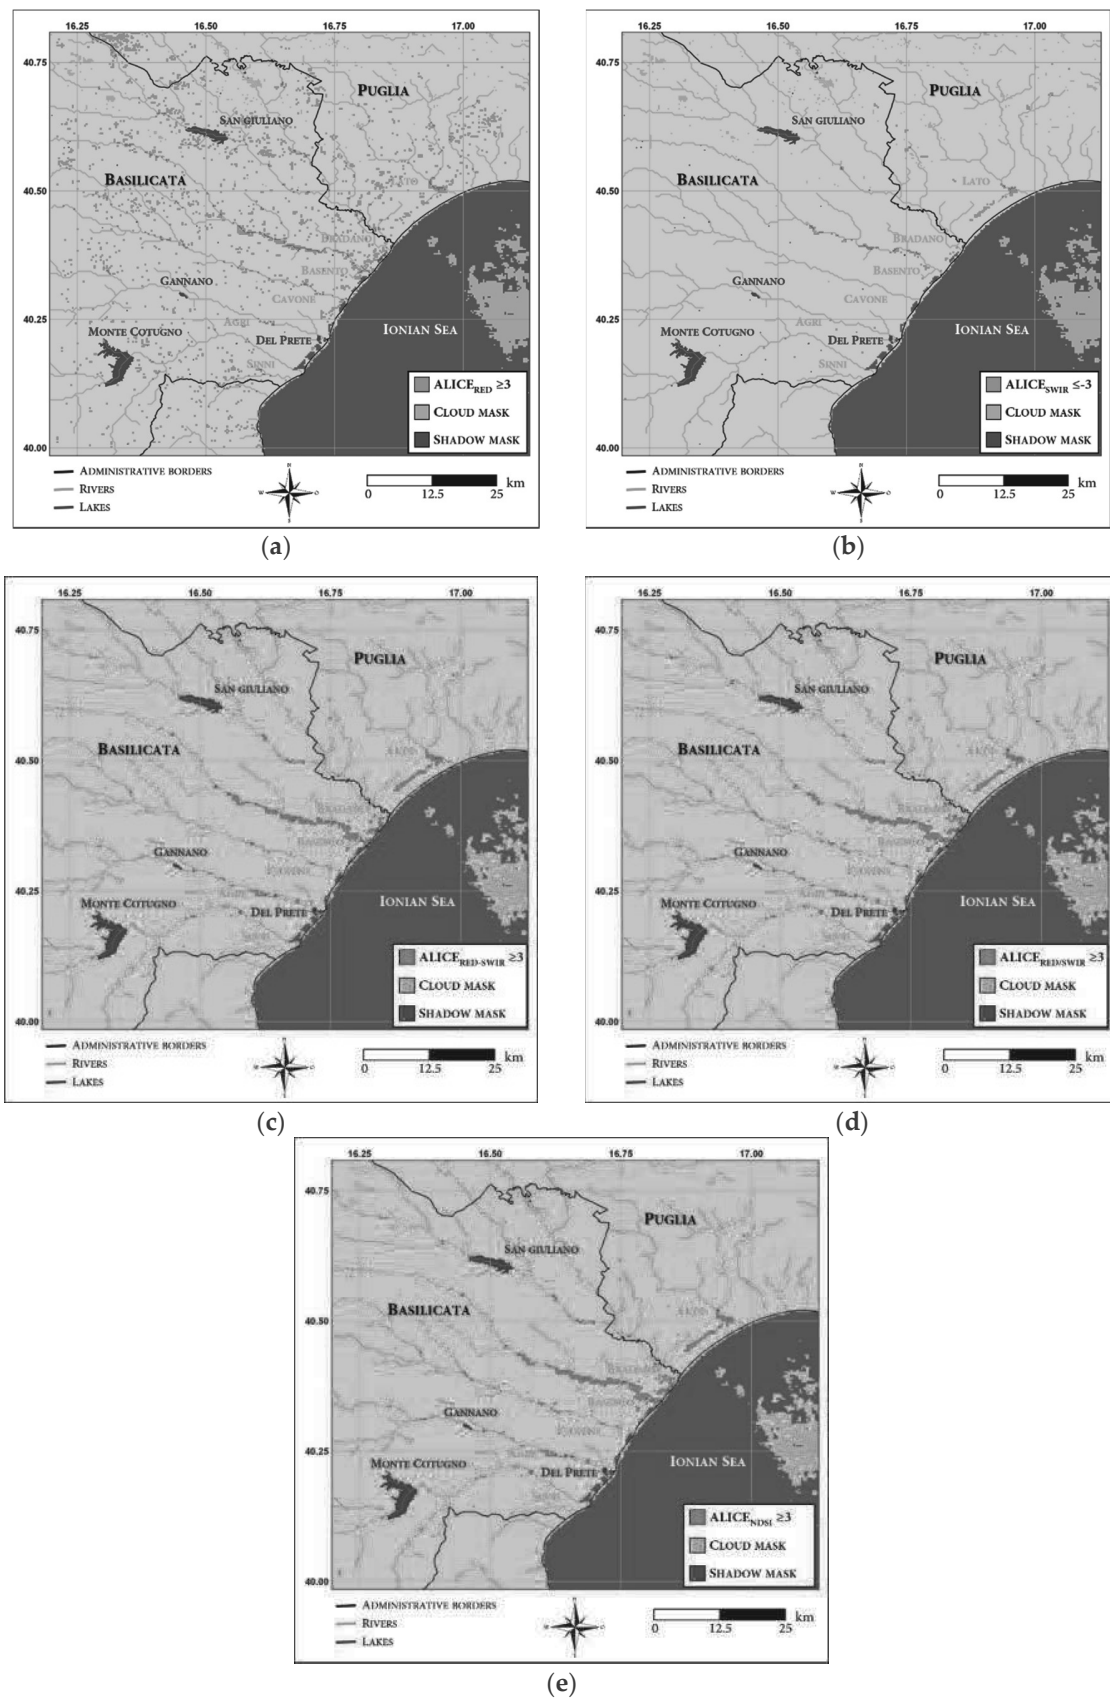 16.25 16.50 16.75 17.00
40.75
PUGLIA
SAN GIULIANO
BASILICATA
LATO
40.50
BRADANO
BASENTO
GANNANO
CAVONE
40.25
AGRI
MONTE COTUGNO
DEL PRETE
IONIAN SEA
SINNI
ALICE RED ≥3
CLOUD MASK
SHADOW MASK
40.00
ADMINISTRATIVE BORDERS
RIVERS
LAKES
N
W O
S
0 12.5 25 km
(a)
16.25 16.50 16.75 17.00
40.75
PUGLIA
SAN GIULIANO
BASILICATA
LATO
40.50
BRADANO
BASENTO
GANNANO
CAVONE
40.25
AGRI
MONTE COTUGNO
DEL PRETE
IONIAN SEA
SINNI
ALICE SWIR ≤-3
CLOUD MASK
SHADOW MASK
40.00
ADMINISTRATIVE BORDERS
RIVERS
LAKES
N
W O
S
0 12.5 25 km
(b)
16.25 16.50 16.75 17.00
40.75
PUGLIA
SAN GIULIANO
BASILICATA
40.50
BRADANO
GANNANO
40.25
MONTE COTUGNO
DEL PRETE
IONIAN SEA
ALICE RED-SWIR ≥3
CLOUD MASK
SHADOW MASK
40.00
ADMINISTRATIVE BORDERS
RIVERS
LAKES
0 12.5 25 km
(c)
16.25 16.50 16.75 17.00
40.75
PUGLIA
SAN GIULIANO
BASILICATA
40.50
BRADANO
GANNANO
40.25
MONTE COTUGNO
DEL PRETE
IONIAN SEA
ALICE RED/SWIR ≥3
CLOUD MASK
SHADOW MASK
40.00
ADMINISTRATIVE BORDERS
RIVERS
LAKES
0 12.5 25 km
(d)
16.25 16.50 16.75 17.00
40.75
PUGLIA
SAN GIULIANO
BASILICATA
40.50
BRADANO
GANNANO
40.25
MONTE COTUGNO
DEL PRETE
IONIAN SEA
ALICE NDSI ≥3
CLOUD MASK
SHADOW MASK
40.00
ADMINISTRATIVE BORDERS
RIVERS
LAKES
0 12.5 25 km
(e)